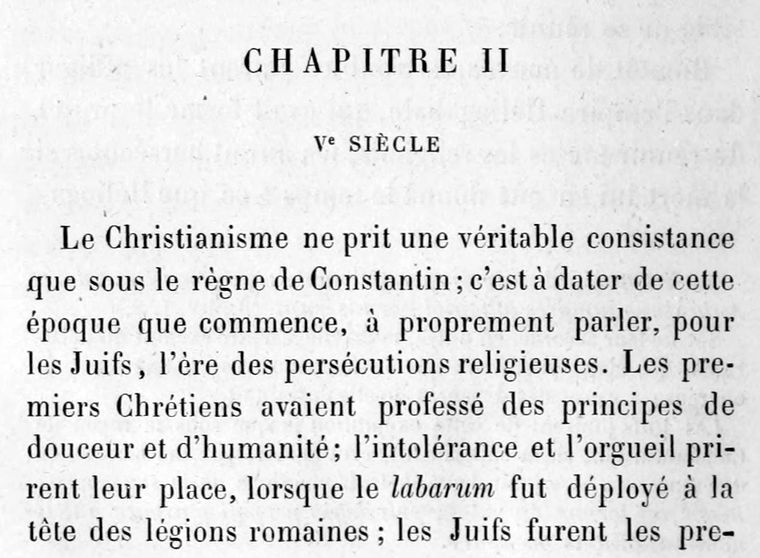 CHAPITRE II
Vᵉ SIÈCLE
Le Christianisme ne prit une véritable consistance
que sous le règne de Constantin ; c'est à dater de cette
époque que commence, à proprement parler, pour
les Juifs, l'ère des persécutions religieuses. Les pre-
miers Chrétiens avaient professé des principes de
douceur et d'humanité ; l'intolérance et l'orgueil pri-
rent leur place, lorsque le labarum fut déployé à la
tête des légions romaines ; les Juifs furent les pre-